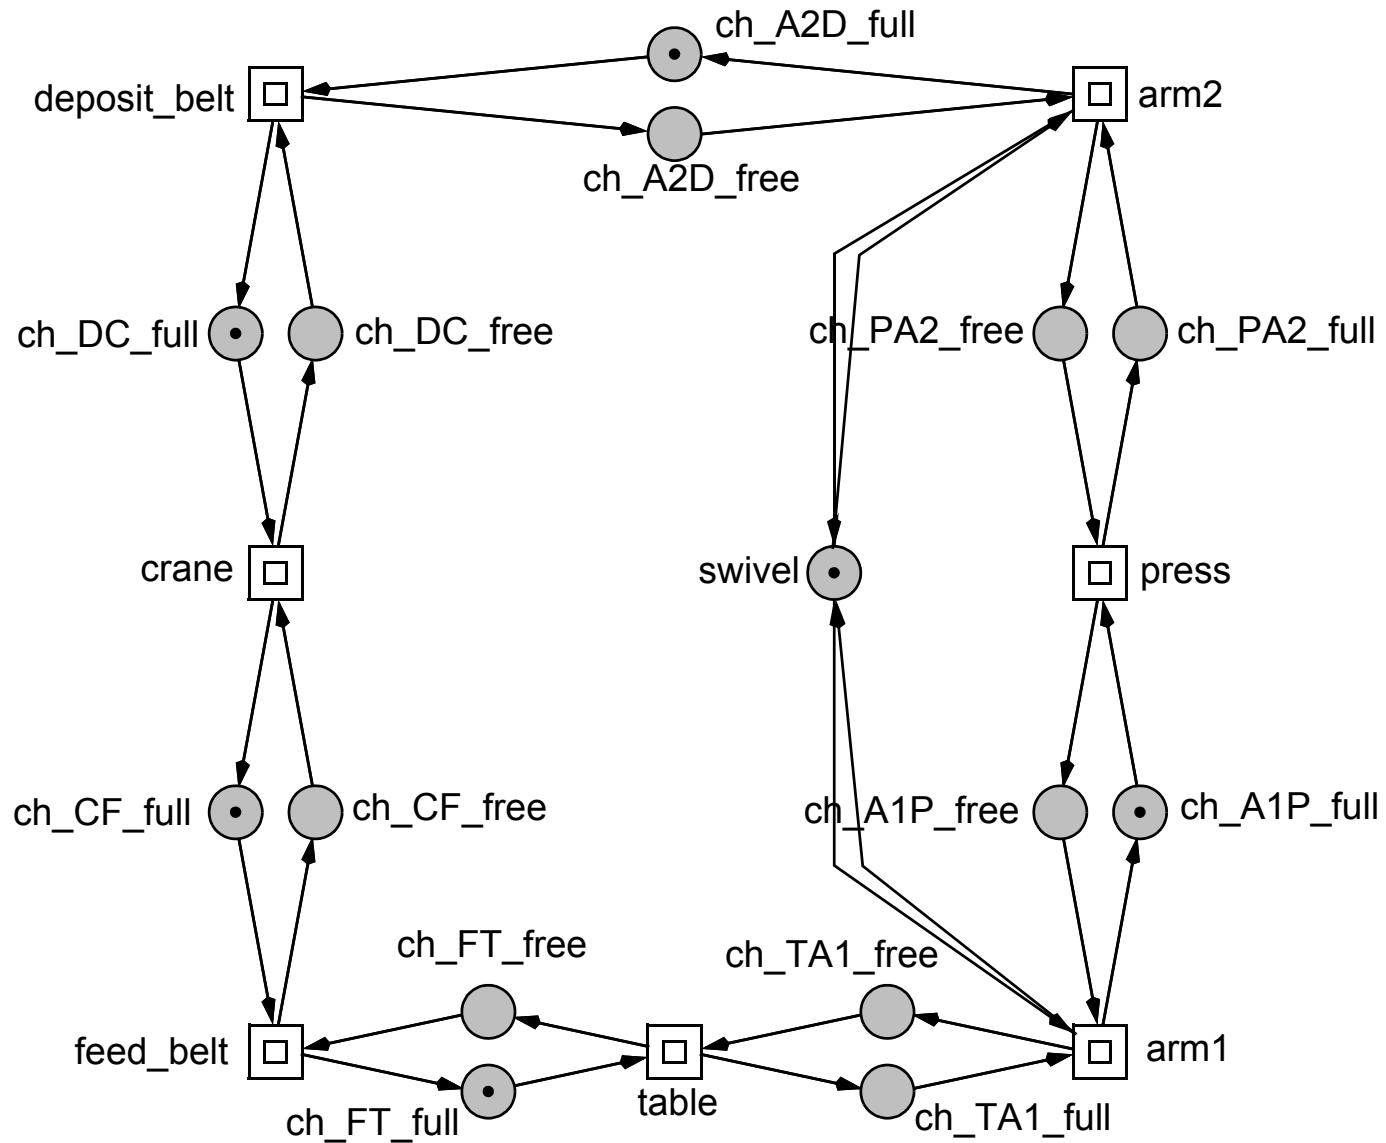 ch_A2D_full
deposit_belt
arm2
ch_A2D_free
ch_DC_full
ch_DC_free
ch_PA2_free
ch_PA2_full
crane
swivel
press
ch_CF_full
ch_CF_free
ch_A1P_free
ch_A1P_full
ch_FT_free
ch_TA1_free
feed_belt
arm1
table
ch_FT_full
ch_TA1_full